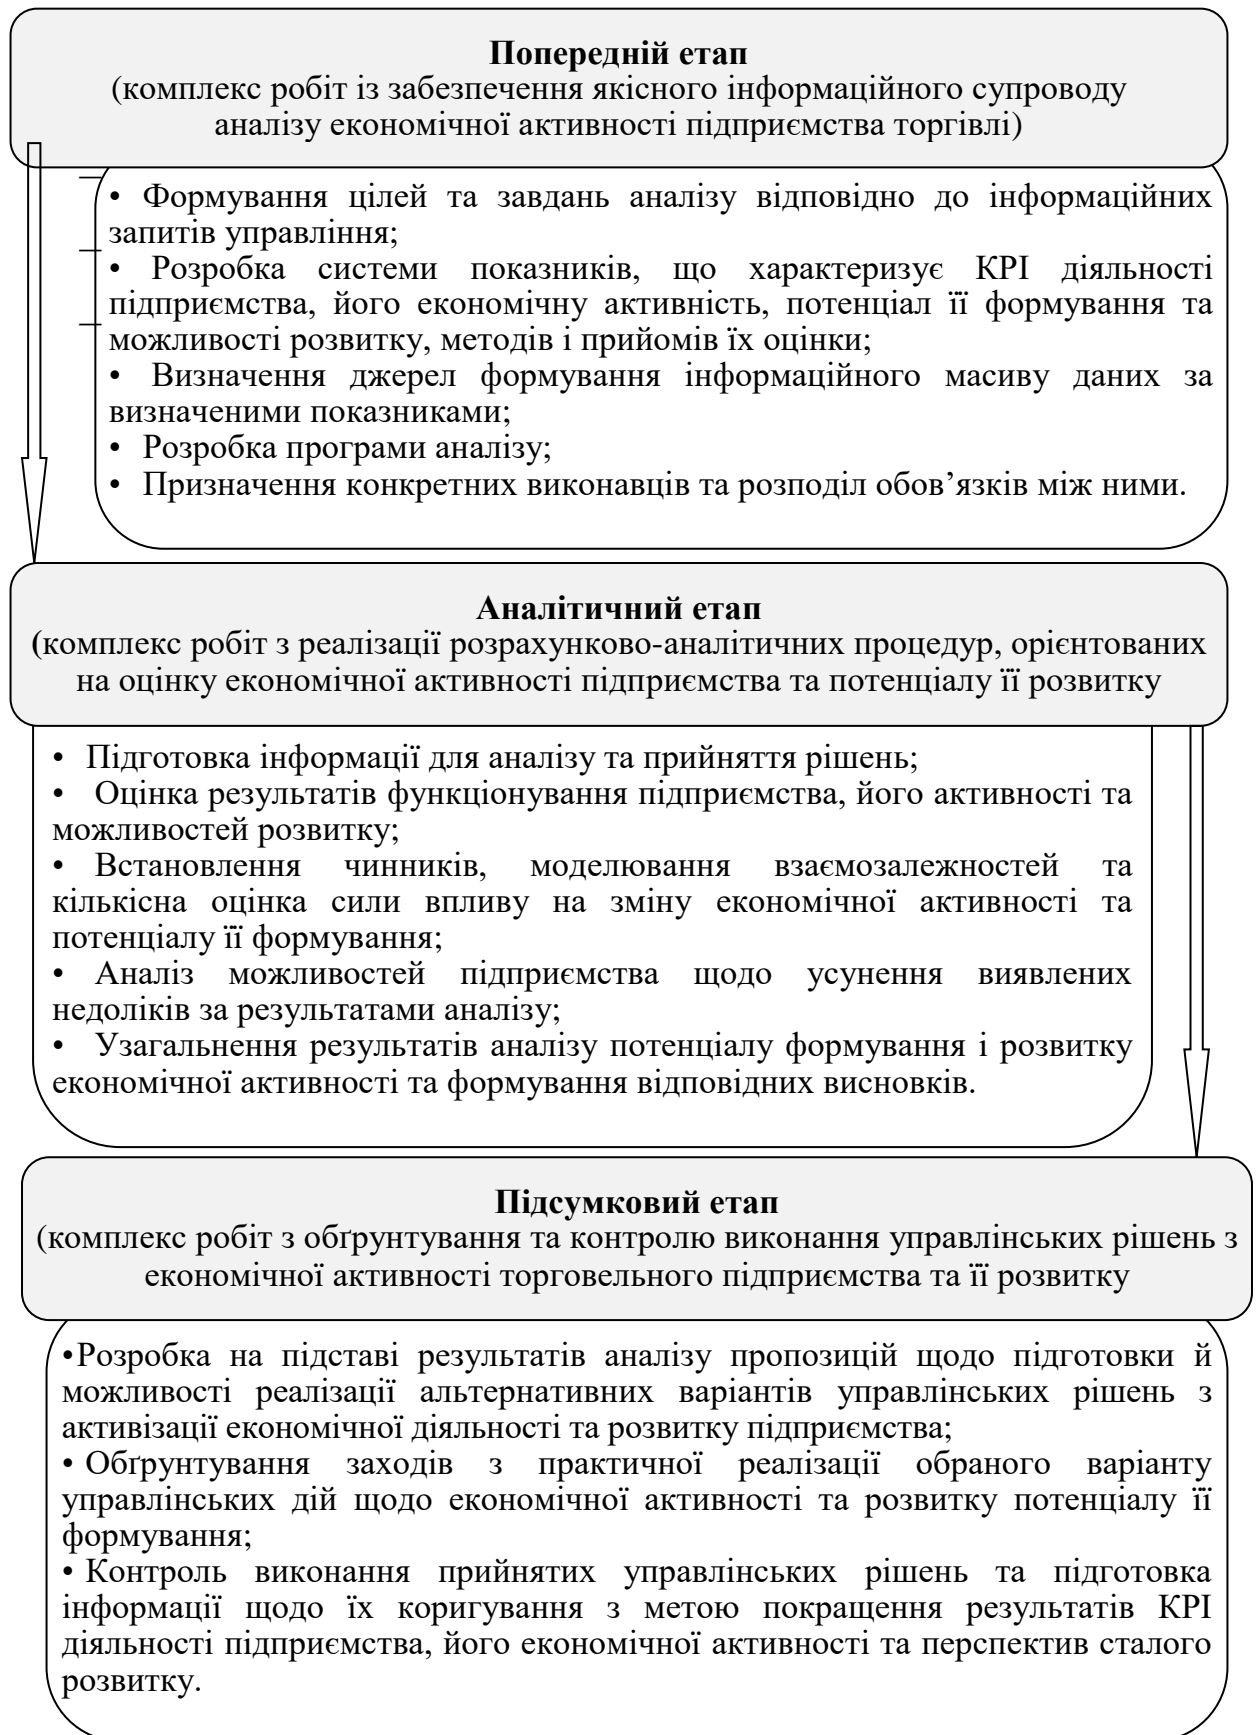 Попередній етап
(комплекс робіт із забезпечення якісного інформаційного супроводу
аналізу економічної активності підприємства торгівлі)
• Формування цілей та завдань аналізу відповідно до інформаційних
запитів управління;
• Розробка системи показників, що характеризує КРІ діяльності
підприємства, його економічну активність, потенціал її формування та
можливості розвитку, методів і прийомів їх оцінки;
• Визначення джерел формування інформаційного масиву даних за
визначеними показниками;
• Розробка програми аналізу;
• Призначення конкретних виконавців та розподіл обов’язків між ними.
Аналітичний етап
(комплекс робіт з реалізації розрахунково-аналітичних процедур, орієнтованих
на оцінку економічної активності підприємства та потенціалу її розвитку
• Підготовка інформації для аналізу та прийняття рішень;
• Оцінка результатів функціонування підприємства, його активності та
можливостей розвитку;
• Встановлення чинників, моделювання взаємозалежностей та
кількісна оцінка сили впливу на зміну економічної активності та
потенціалу її формування;
• Аналіз можливостей підприємства щодо усунення виявлених
недоліків за результатами аналізу;
• Узагальнення результатів аналізу потенціалу формування і розвитку
економічної активності та формування відповідних висновків.
Підсумковий етап
(комплекс робіт з обґрунтування та контролю виконання управлінських рішень з
економічної активності торговельного підприємства та її розвитку
•Розробка на підставі результатів аналізу пропозицій щодо підготовки й
можливості реалізації альтернативних варіантів управлінських рішень з
активізації економічної діяльності та розвитку підприємства;
• Обґрунтування заходів з практичної реалізації обраного варіанту
управлінських дій щодо економічної активності та розвитку потенціалу її
формування;
• Контроль виконання прийнятих управлінських рішень та підготовка
інформації щодо їх коригування з метою покращення результатів КРІ
діяльності підприємства, його економічної активності та перспектив сталого
розвитку.